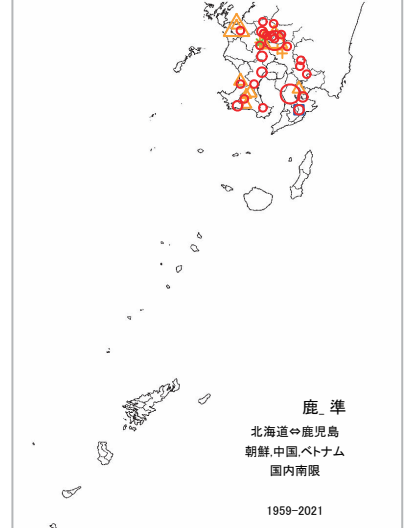 鹿_ 準
北海道⇔鹿児島
朝鮮,中国,ベトナム
国内南限
1959-2021